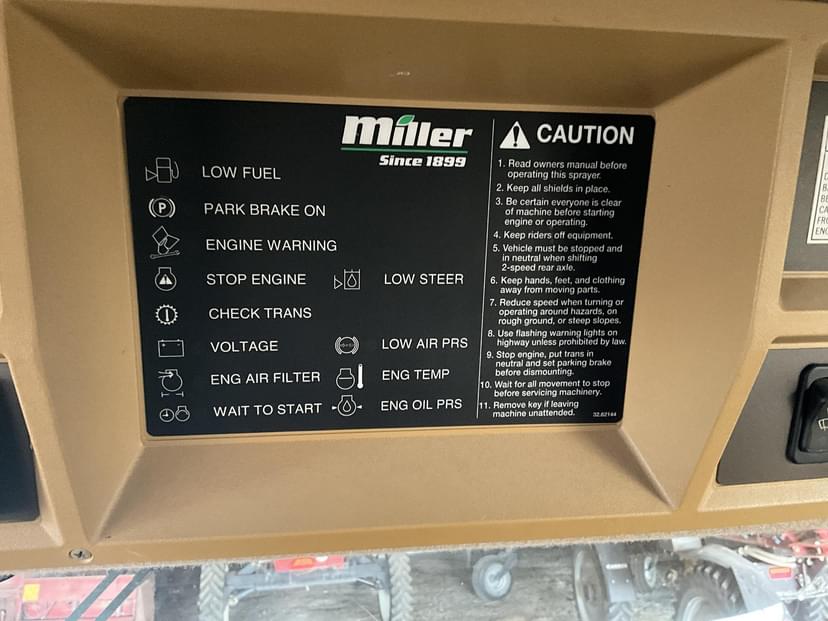 Miller
Since 1899
LOW FUEL
PARK BRAKE ON
ENGINE WARNING
STOP ENGINE
LOW STEER
CHECK TRANS
VOLTAGE
LOW AIR PRS
ENG AIR FILTER
ENG TEMP
WAIT TO START
ENG OIL PRS
CAUTION
1. Read owners manual before
operating this sprayer.
2. Keep all shields in place.
3. Be certain everyone is clear
of machine before starting
engine or operating.
4. Keep riders off equipment.
5. Vehicle must be stopped and
in neutral when shifting
2-speed rear axle.
6. Keep hands, feet, and clothing
away from moving parts.
7. Reduce speed when turning or
operating around hazards, on
rough ground, or steep slopes.
8. Use flashing warning lights on
highway unless prohibited by law.
9. Stop engine, put trans in
neutral and set parking brake
before dismounting.
10. Wait for all movement to stop
before servicing machinery.
11. Remove key if leaving
machine unattended.
32.62144